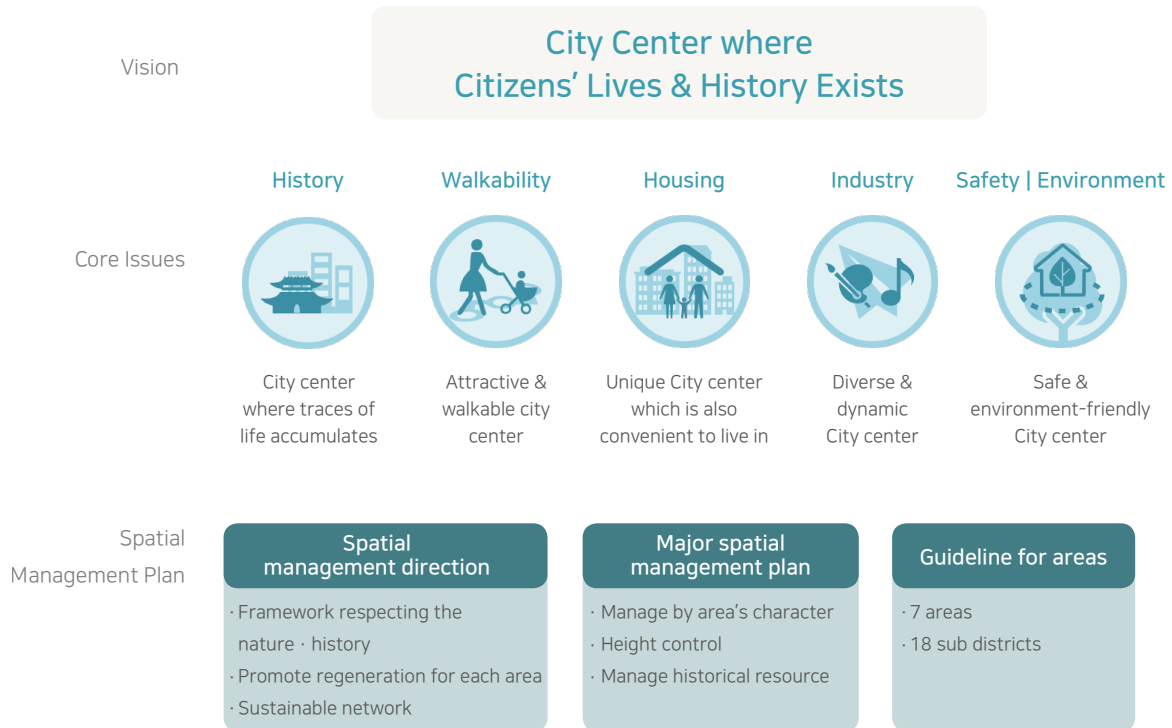 Vision
City Center where
Citizens' Lives & History Exists
Core Issues
History
City center
where traces of
life accumulates
Walkability
Attractive &
walkable city
center
Housing
Unique City center
which is also
convenient to live in
Industry
Diverse &
dynamic
City center
Safety | Environment
Safe &
environment-friendly
City center
Spatial
Management Plan
Spatial
management direction
· Framework respecting the
nature · history
· Promote regeneration for each area
· Sustainable network
Major spatial
management plan
· Manage by area's character
· Height control
· Manage historical resource
Guideline for areas
· 7 areas
· 18 sub districts